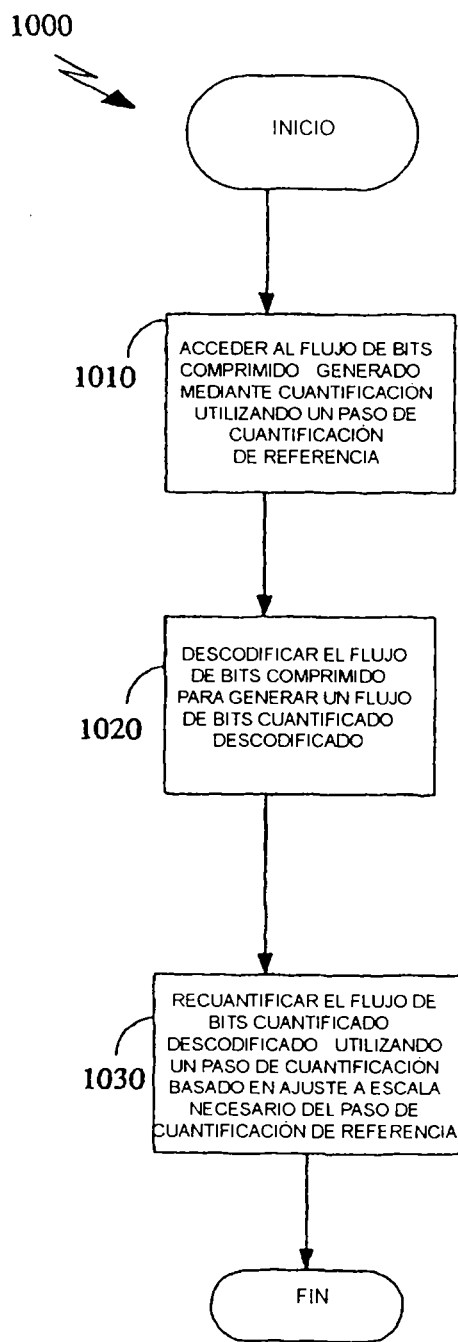 1000
INICIO
1010
ACCEDER AL FLUJO DE BITS
COMPRIMIDO GENERADO
MEDIANTE CUANTIFICACIÓN
UTILIZANDO UN PASO DE
CUANTIFICACIÓN
DE REFERENCIA
1020
DESCODIFICAR EL FLUJO
DE BITS COMPRIMIDO
PARA GENERAR UN FLUJO
DE BITS CUANTIFICADO
DESCODIFICADO
1030
RECUANTIFICAR EL FLUJO DE
BITS CUANTIFICADO
DESCODIFICADO UTILIZANDO
UN PASO DE CUANTIFICACIÓN
BASADO EN AJUSTE A ESCALA
NECESARIO DEL PASO DE
CUANTIFICACIÓN DE REFERENCIA
FIN